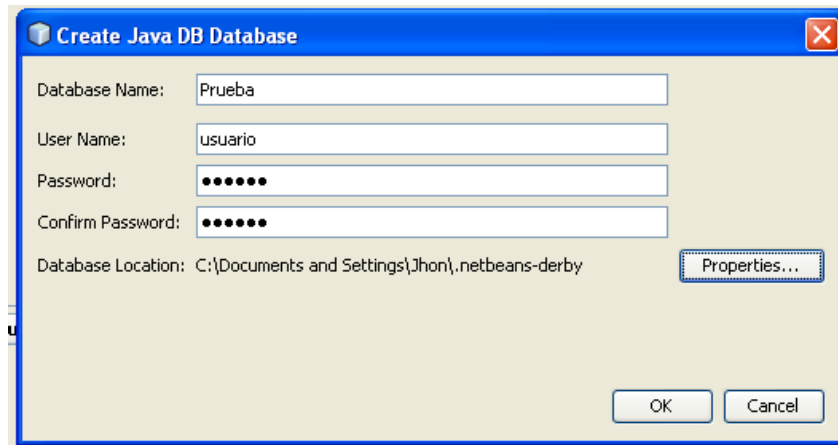 Create Java DB Database
Database Name: Prueba
User Name: usuario
Password: ●●●●●●
Confirm Password: ●●●●●●
Database Location: C:\Documents and Settings\Jhon\.netbeans-derby Properties...
OK Cancel